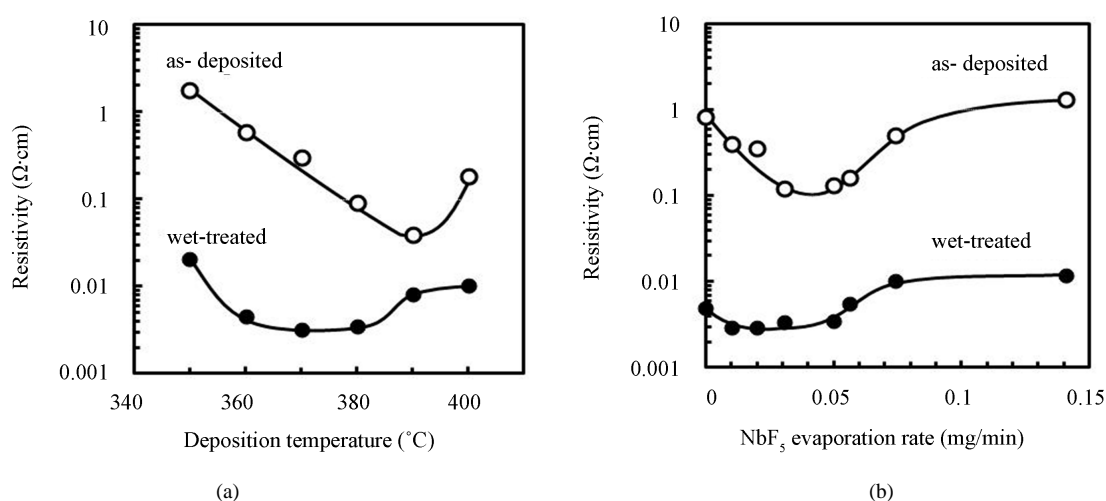 10
1
0.1
0.01
0.001
Resistivity (Ω·cm)
as- deposited
wet-treated
340 360 380 400
Deposition temperature (˚C)
(a)
10
1
0.1
0.01
0.001
Resistivity (Ω·cm)
as- deposited
wet-treated
0 0.05 0.1 0.15
NbF5 evaporation rate (mg/min)
(b)